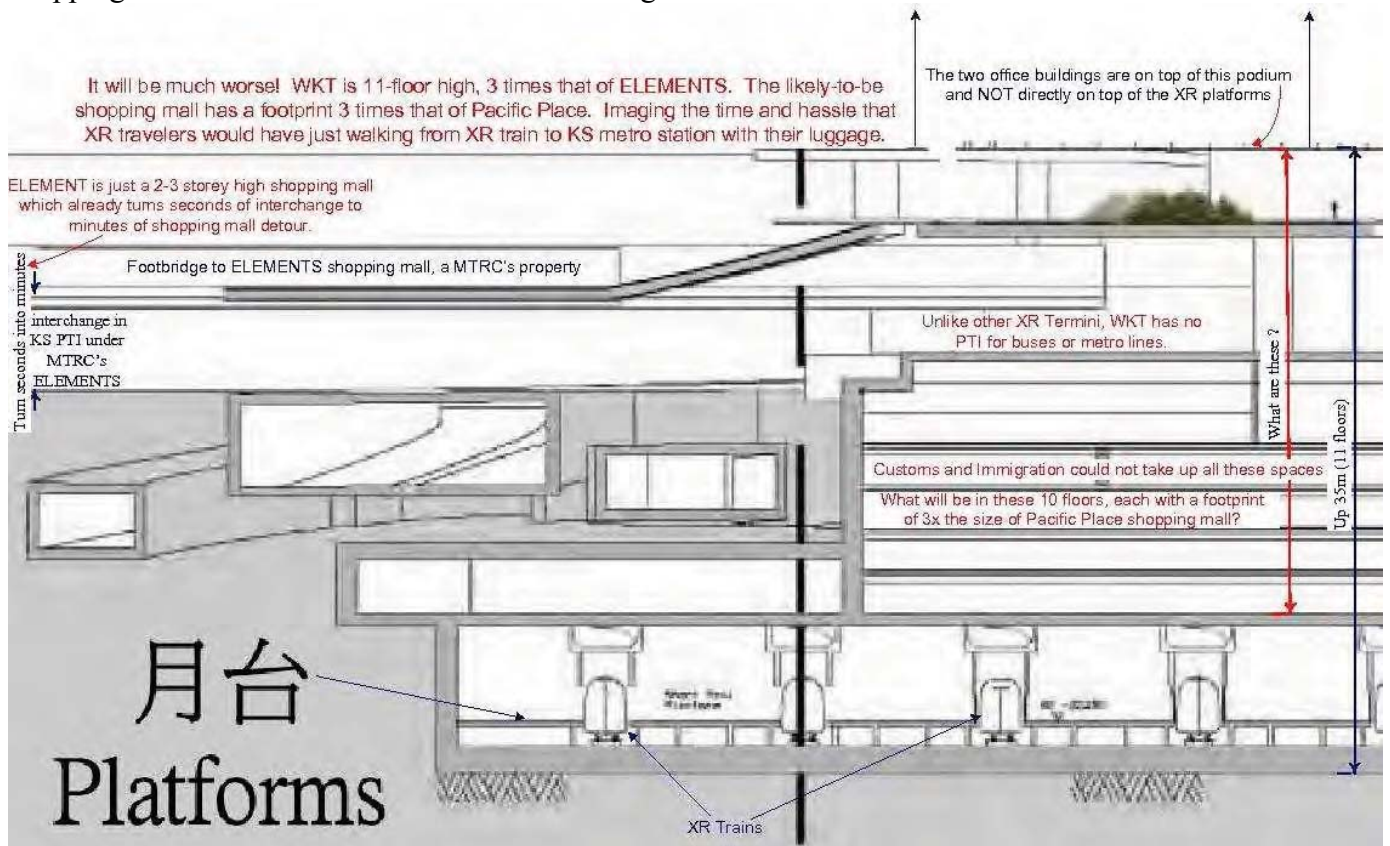 It will be much worse!  WKT is 11-floor high, 3 times that of ELEMENTS.  The likely-to-be
shopping mall has a footprint 3 times that of Pacific Place.  Imaging the time and hassle that
XR travelers would have just walking from XR train to KS metro station with their luggage.
The two office buildings are on top of this podium
and NOT directly on top of the XR platforms
ELEMENT is just a 2-3 storey high shopping mall
which already turns seconds of interchange to
minutes of shopping mall detour.
Footbridge to ELEMENTS shopping mall, a MTRC's property
Turn seconds into minutes
interchange in
KS PTI under
MTRC's
ELEMENTS
Unlike other XR Termini, WKT has no
PTI for buses or metro lines.
What are these ?
Up 35m (11 floors)
Customs and Immigration could not take up all these spaces
What will be in these 10 floors, each with a footprint
of 3x the size of Pacific Place shopping mall?
月台
Platforms
XR Trains